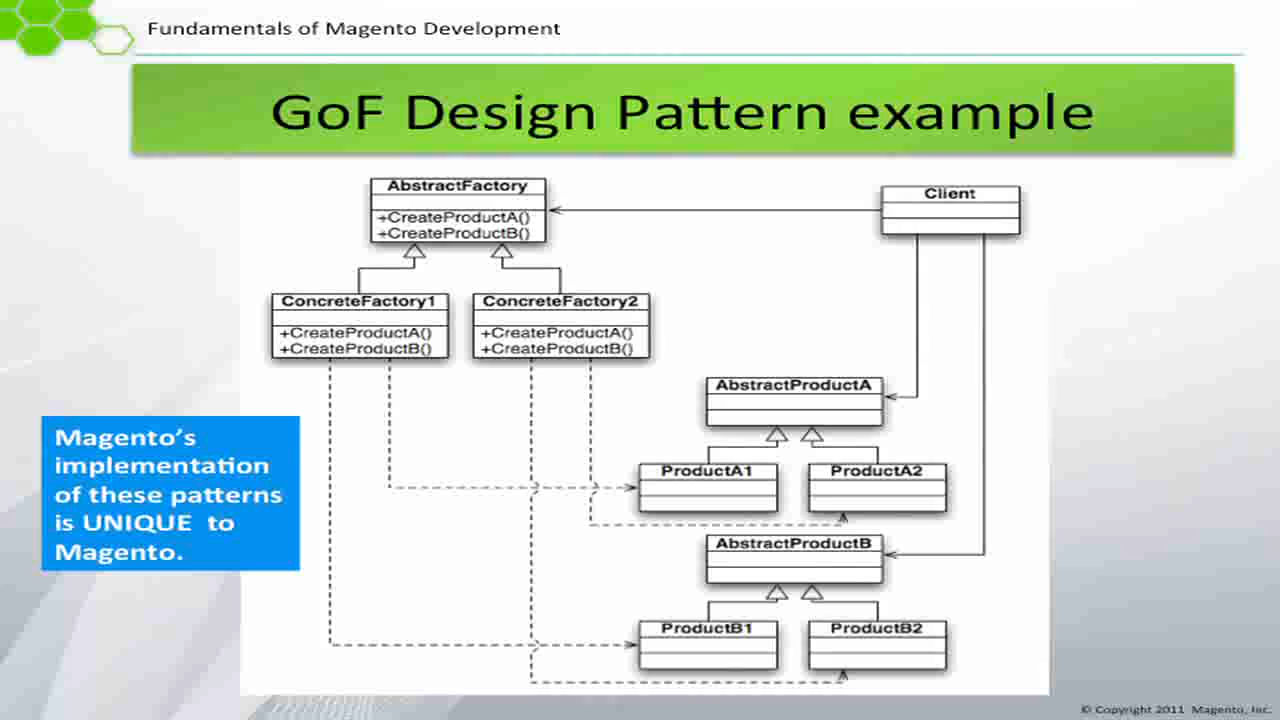 Fundamentals of Magento Development
GoF Design Pattern example
AbstractFactory
+CreateProductA()
+CreateProductB()
Client
ConcreteFactory1
+CreateProductA()
+CreateProductB()
ConcreteFactory2
+CreateProductA()
+CreateProductB()
AbstractProductA
ProductA1
ProductA2
AbstractProductB
ProductB1
ProductB2
Magento's
implementation
of these patterns
is UNIQUE to
Magento.
© Copyright 2011 Magento, Inc.